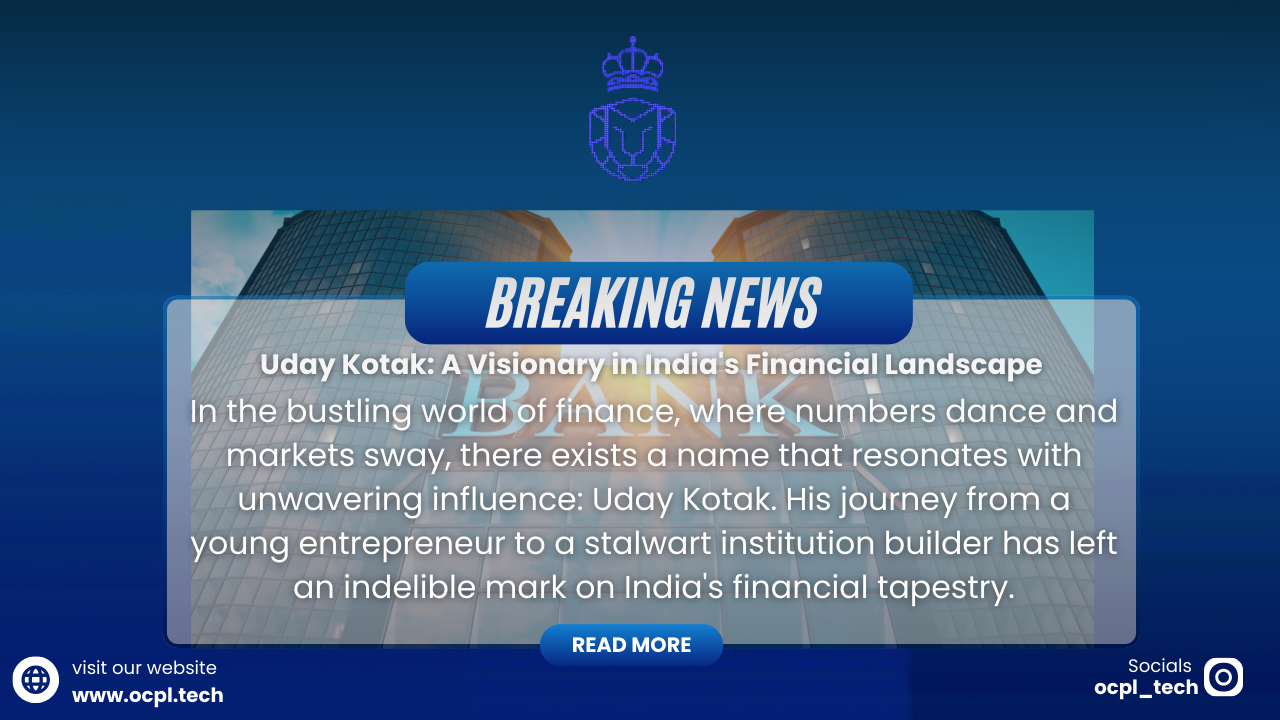 BREAKING NEWS
Uday Kotak: A Visionary in India's Financial Landscape
BANK
In the bustling world of finance, where numbers dance and
markets sway, there exists a name that resonates with
unwavering influence: Uday Kotak. His journey from a
young entrepreneur to a stalwart institution builder has left
an indelible mark on India's financial tapestry.
READ MORE
visit our website
www.ocpl.tech
Socials
ocpl_tech